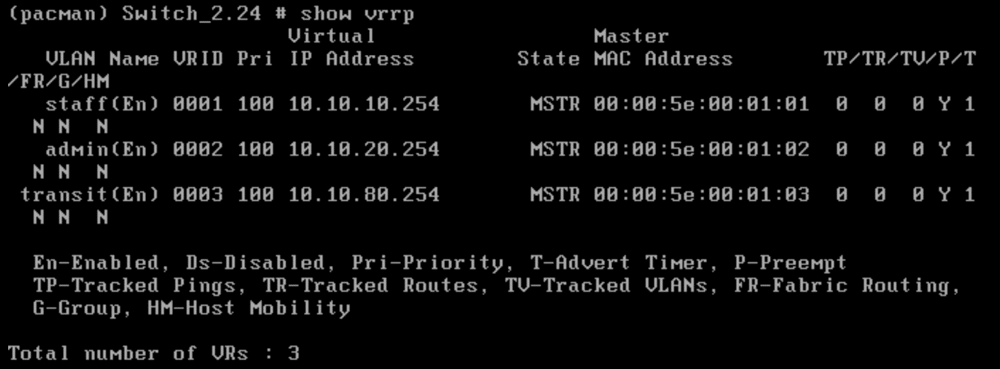 (pacman) Switch_2.24 # show vrrp
                      Virtual                 Master
   VLAN Name VRID Pri IP Address        State MAC Address       TP/TR/TV/P/T
/FR/G/HM
   staff(En) 0001 100 10.10.10.254       MSTR 00:00:5e:00:01:01  0  0  0 Y 1
  N N  N
   admin(En) 0002 100 10.10.20.254       MSTR 00:00:5e:00:01:02  0  0  0 Y 1
  N N  N
 transit(En) 0003 100 10.10.80.254       MSTR 00:00:5e:00:01:03  0  0  0 Y 1
  N N  N
  En-Enabled, Ds-Disabled, Pri-Priority, T-Advert Timer, P-Preempt
  TP-Tracked Pings, TR-Tracked Routes, TV-Tracked VLANs, FR-Fabric Routing,
  G-Group, HM-Host Mobility
Total number of VRs : 3